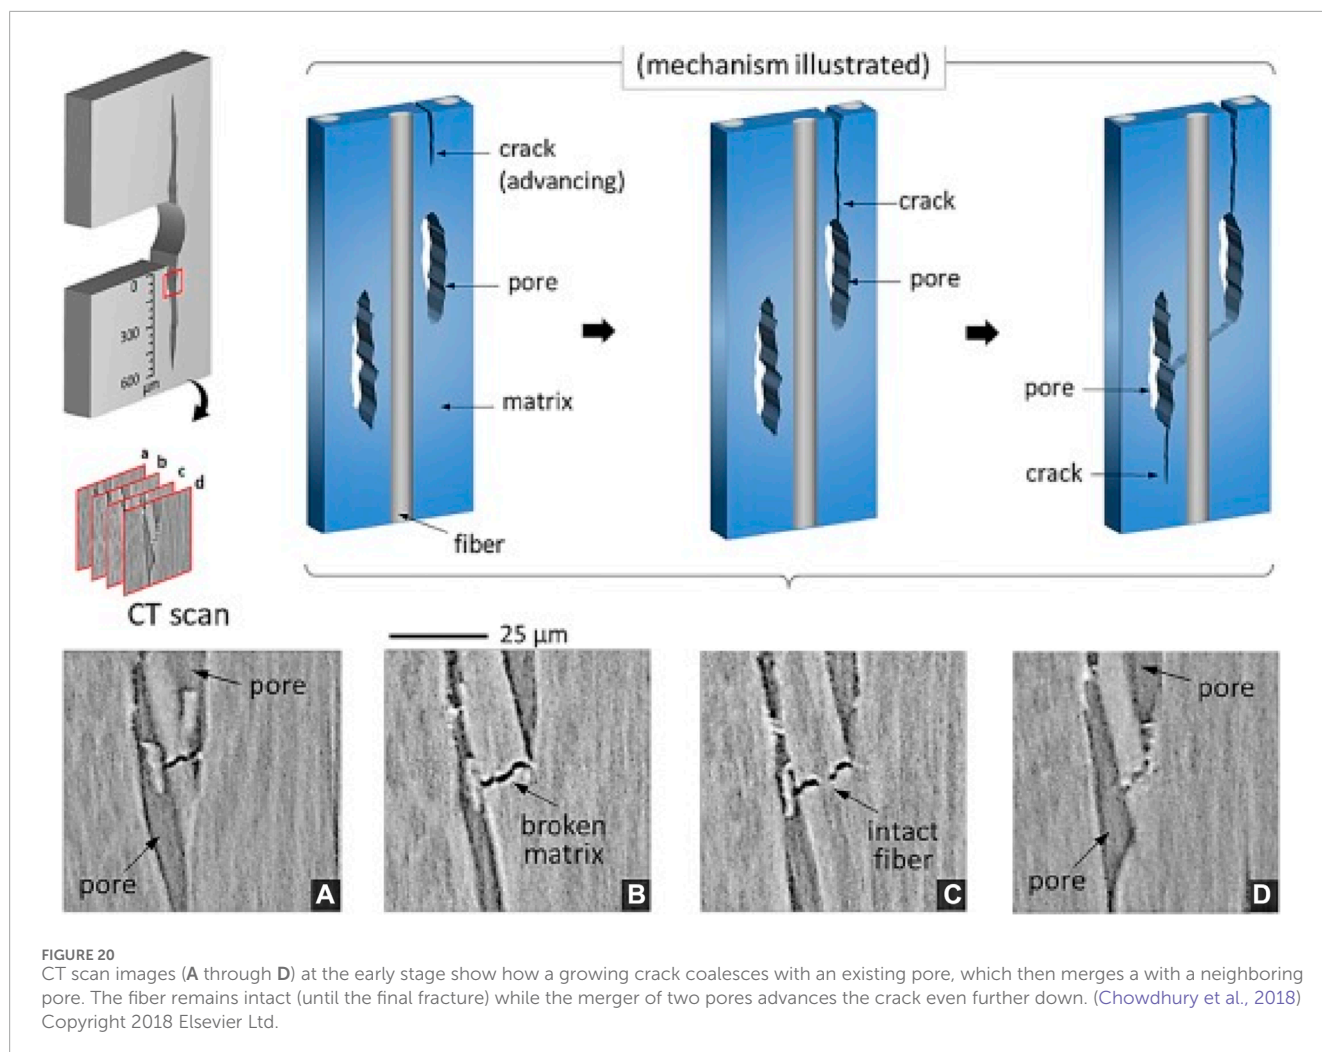 (mechanism illustrated)
crack
(advancing)
pore
matrix
fiber
crack
pore
pore
crack
0
300
600
µm
a
b
c
d
CT scan
25 µm
pore
pore
A
broken
matrix
B
intact
fiber
C
pore
pore
D
FIGURE 20
CT scan images (A through D) at the early stage show how a growing crack coalesces with an existing pore, which then merges a with a neighboring
pore. The fiber remains intact (until the final fracture) while the merger of two pores advances the crack even further down. (Chowdhury et al., 2018)
Copyright 2018 Elsevier Ltd.